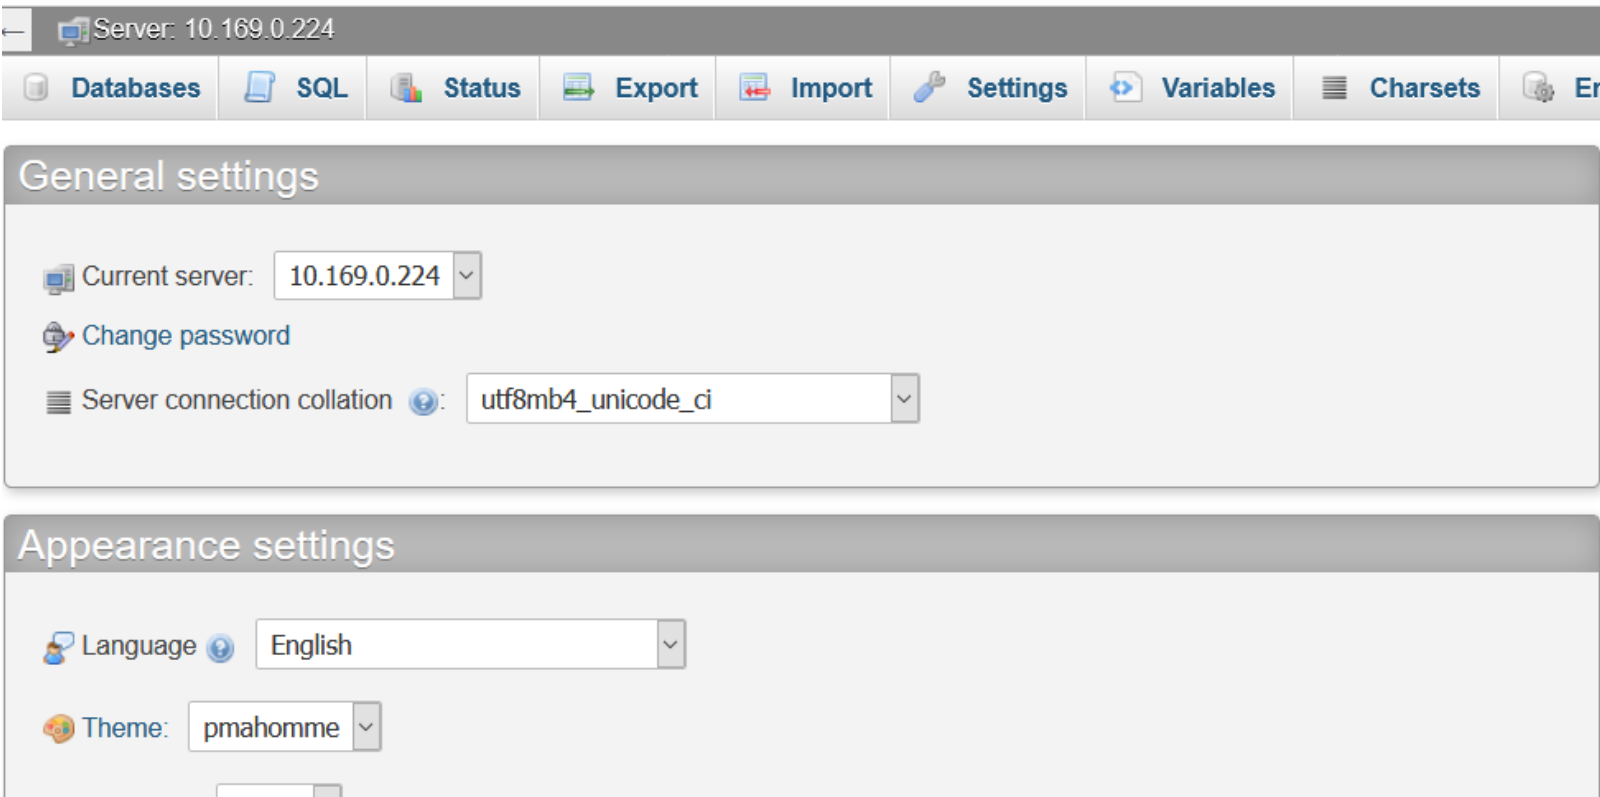 Server: 10.169.0.224
Databases SQL Status Export Import Settings Variables Charsets
General settings
Current server: 10.169.0.224
Change password
Server connection collation : utf8mb4_unicode_ci
Appearance settings
Language English
Theme: pmahomme